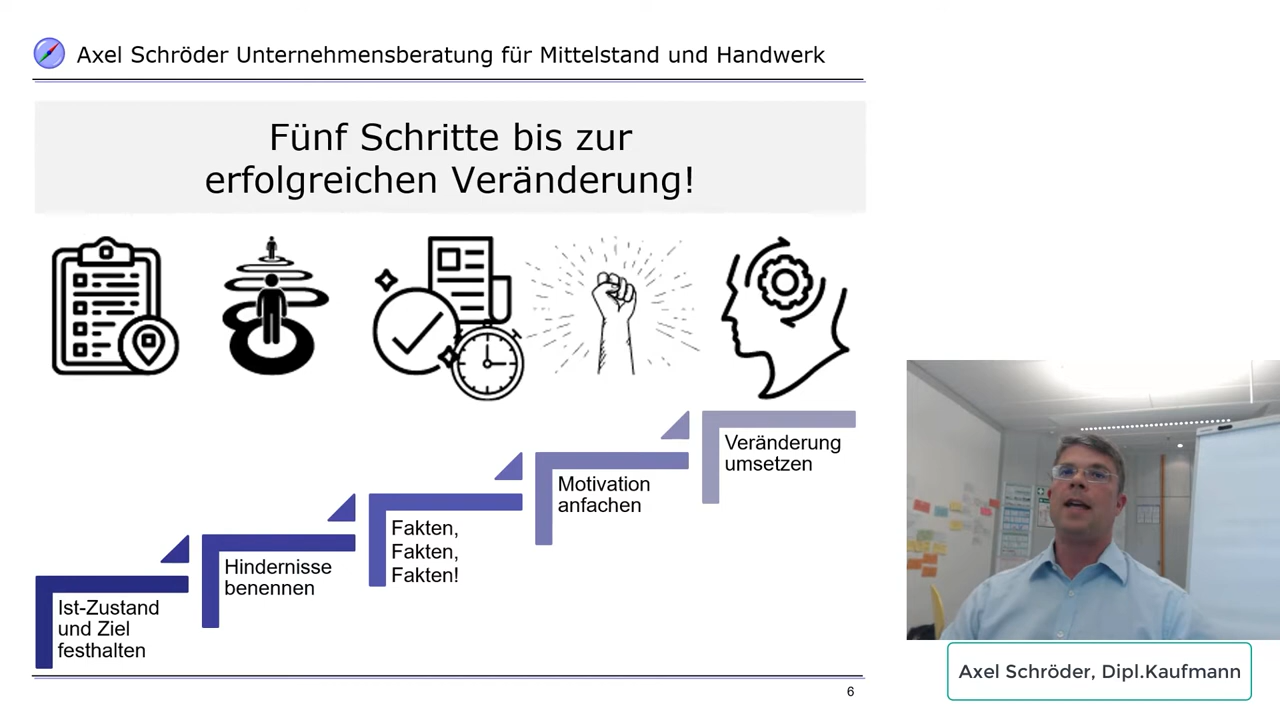 Axel Schröder Unternehmensberatung für Mittelstand und Handwerk
Fünf Schritte bis zur
erfolgreichen Veränderung!
Ist-Zustand
und Ziel
festhalten
Hindernisse
benennen
Fakten,
Fakten,
Fakten!
Motivation
anfachen
Veränderung
umsetzen
6
Axel Schröder, Dipl.Kaufmann